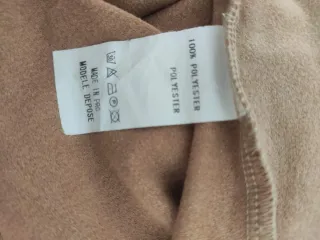 100% POLYESTER
POLYESTER
MADE IN PRC
MODELE DEPOSE